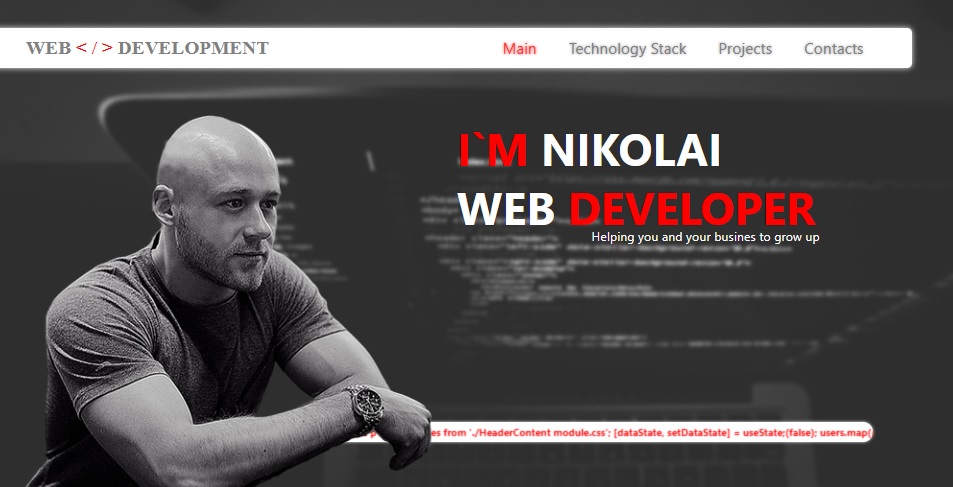 WEB < / > DEVELOPMENT
Main Technology Stack Projects Contacts
I`M NIKOLAI
WEB DEVELOPER
Helping you and your busines to grow up
es from './HeaderContent module.css'; [dataState, setDataState] = useState;(false); users.map(